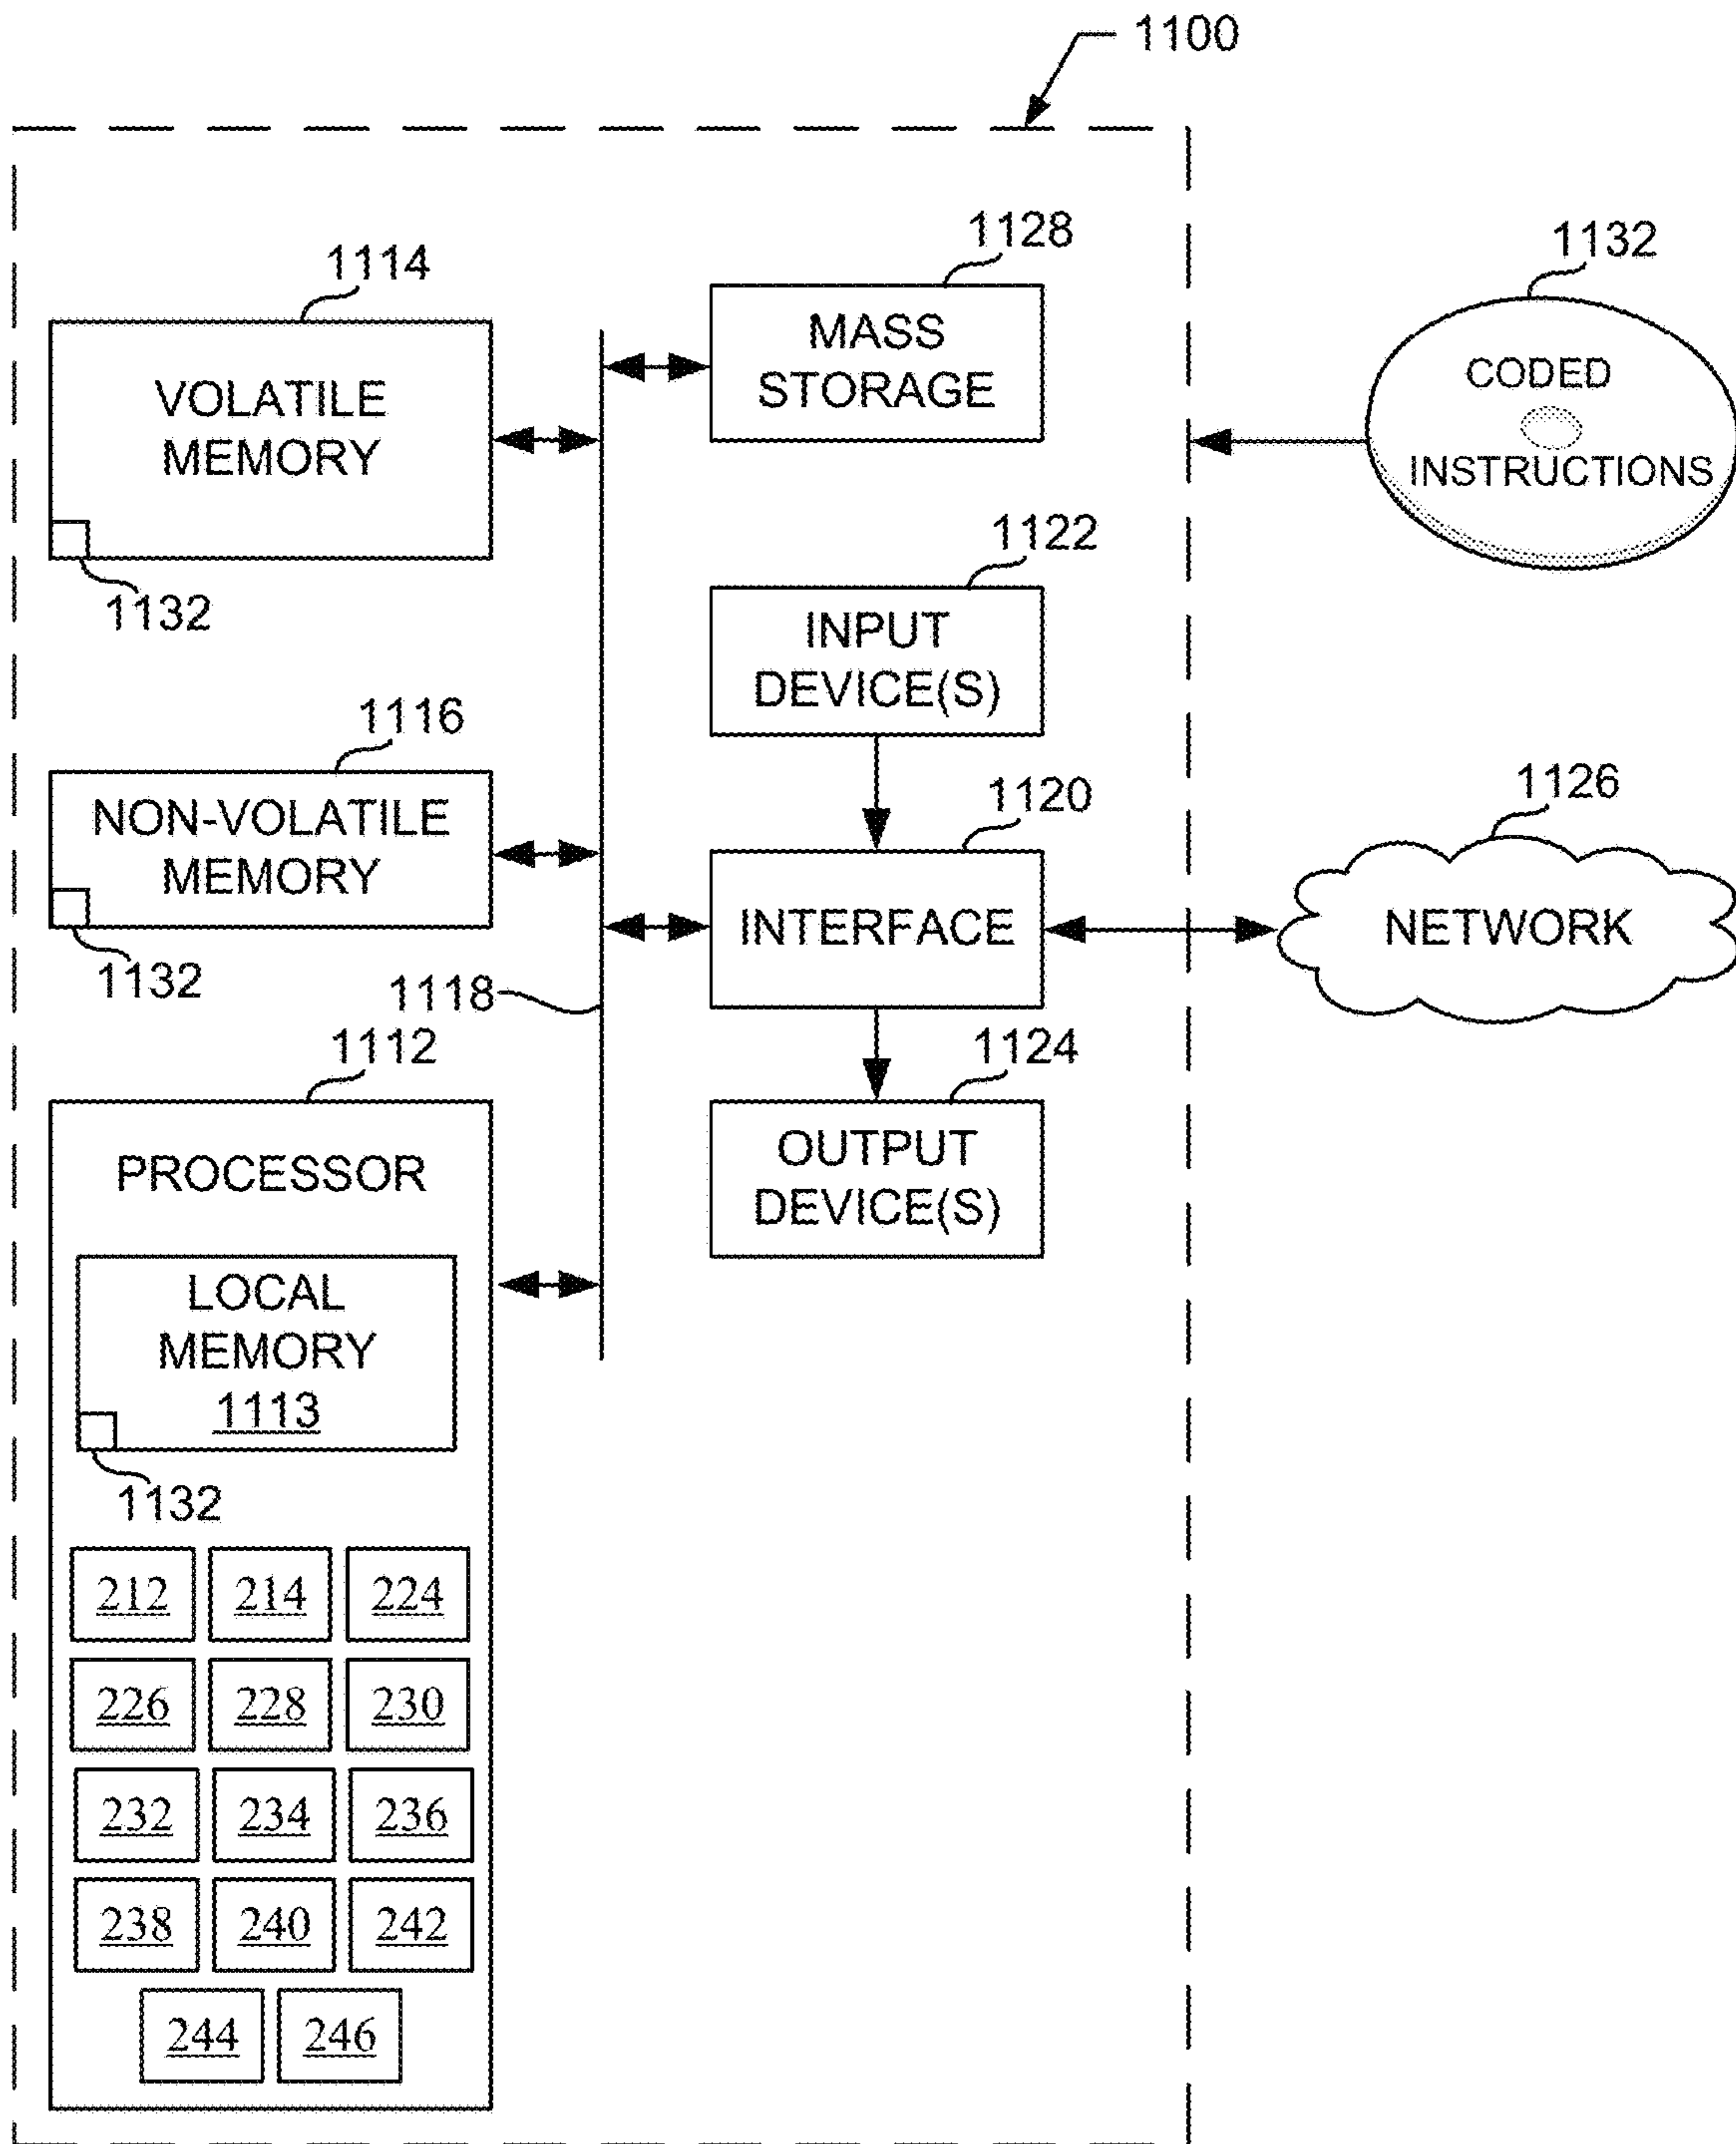 1100
1114
VOLATILE
MEMORY
1132
1116
NON-VOLATILE
MEMORY
1132
1118
1112
PROCESSOR
LOCAL
MEMORY
1113
1132
212 214 224
226 228 230
232 234 236
238 240 242
244 246
1128
MASS
STORAGE
1122
INPUT
DEVICE(S)
1120
INTERFACE
1124
OUTPUT
DEVICE(S)
1132
CODED
INSTRUCTIONS
1126
NETWORK